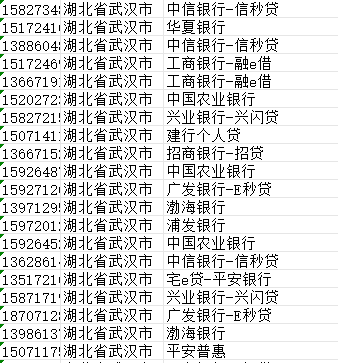 1582734 湖北省武汉市 中信银行-信秒贷
1517241 湖北省武汉市 华夏银行
1388604 湖北省武汉市 中信银行-信秒贷
1517246 湖北省武汉市 工商银行-融e借
1366719 湖北省武汉市 工商银行-融e借
1520272 湖北省武汉市 中国农业银行
1582721 湖北省武汉市 兴业银行-兴闪贷
1507141 湖北省武汉市 建行个人贷
1366715 湖北省武汉市 招商银行-招贷
1592648 湖北省武汉市 中国农业银行
1592712 湖北省武汉市 广发银行-E秒贷
1397129 湖北省武汉市 渤海银行
1597201 湖北省武汉市 浦发银行
1592645 湖北省武汉市 中国农业银行
1362861 湖北省武汉市 中信银行-信秒贷
1351721 湖北省武汉市 宅e贷-平安银行
1587171 湖北省武汉市 兴业银行-兴闪贷
1870712 湖北省武汉市 广发银行-E秒贷
1398613 湖北省武汉市 渤海银行
1507117 湖北省武汉市 平安普惠